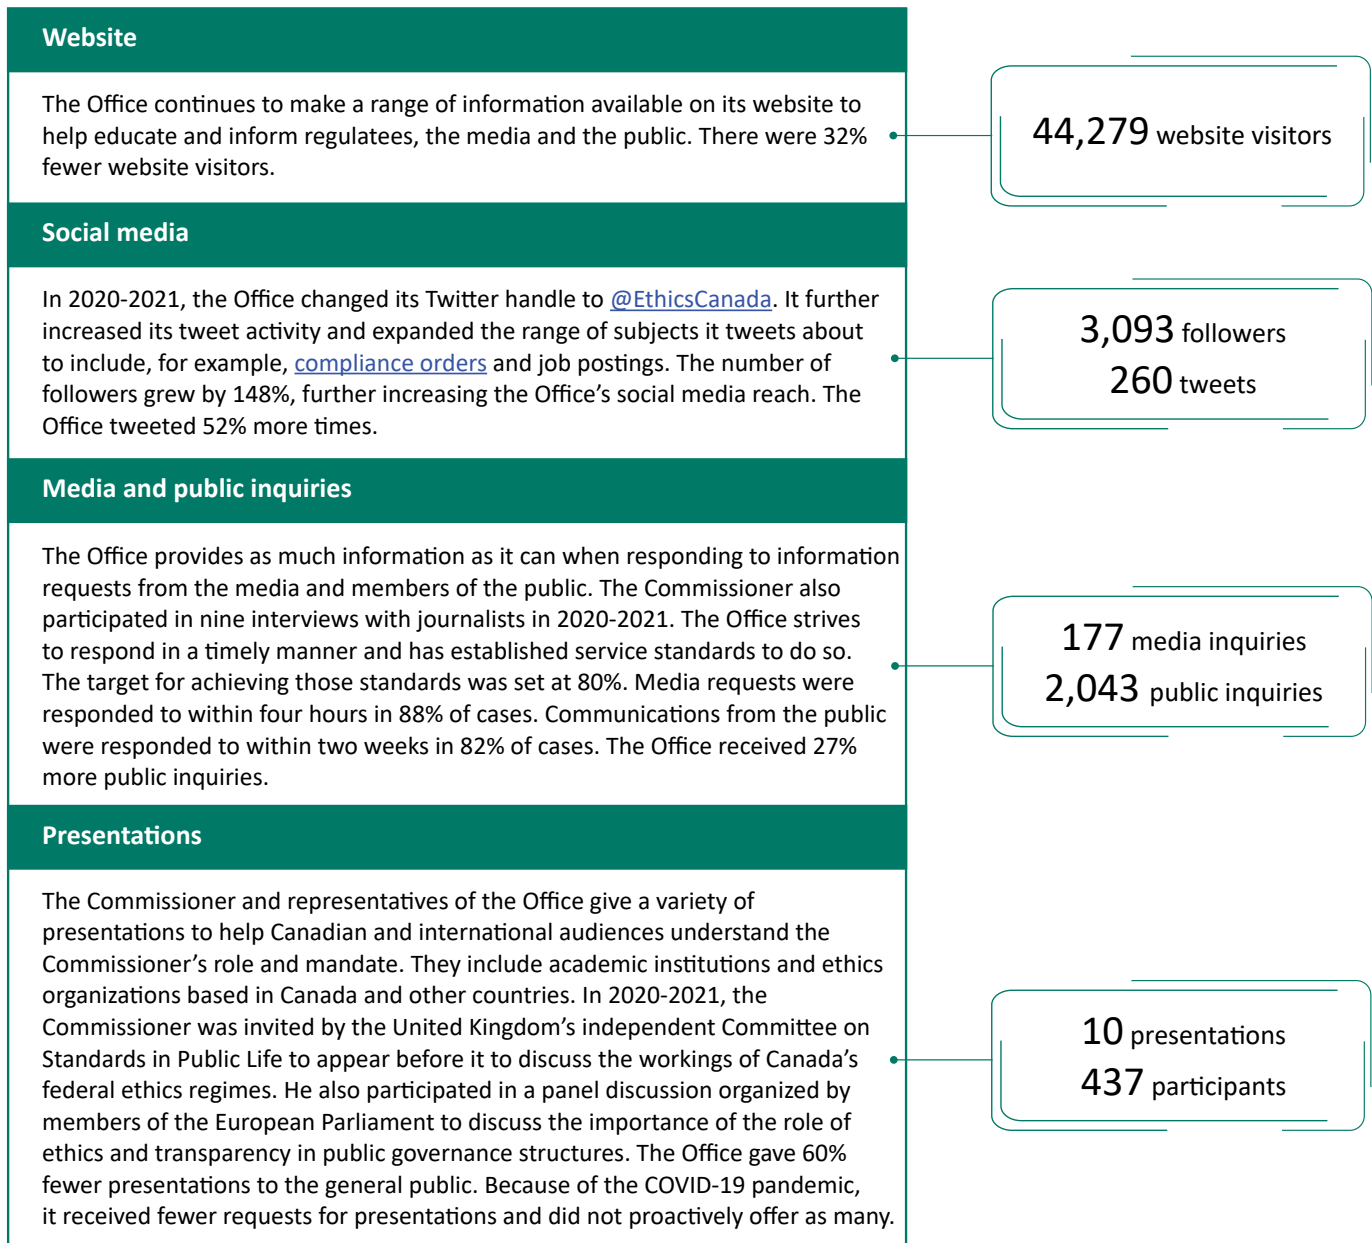 Website
The Office continues to make a range of information available on its website to
help educate and inform regulatees, the media and the public. There were 32%
fewer website visitors.
44,279 website visitors
Social media
In 2020-2021, the Office changed its Twitter handle to @EthicsCanada. It further
increased its tweet activity and expanded the range of subjects it tweets about
to include, for example, compliance orders and job postings. The number of
followers grew by 148%, further increasing the Office’s social media reach. The
Office tweeted 52% more times.
3,093 followers
260 tweets
Media and public inquiries
The Office provides as much information as it can when responding to information
requests from the media and members of the public. The Commissioner also
participated in nine interviews with journalists in 2020-2021. The Office strives
to respond in a timely manner and has established service standards to do so.
The target for achieving those standards was set at 80%. Media requests were
responded to within four hours in 88% of cases. Communications from the public
were responded to within two weeks in 82% of cases. The Office received 27%
more public inquiries.
177 media inquiries
2,043 public inquiries
Presentations
The Commissioner and representatives of the Office give a variety of
presentations to help Canadian and international audiences understand the
Commissioner’s role and mandate. They include academic institutions and ethics
organizations based in Canada and other countries. In 2020-2021, the
Commissioner was invited by the United Kingdom’s independent Committee on
Standards in Public Life to appear before it to discuss the workings of Canada’s
federal ethics regimes. He also participated in a panel discussion organized by
members of the European Parliament to discuss the importance of the role of
ethics and transparency in public governance structures. The Office gave 60%
fewer presentations to the general public. Because of the COVID-19 pandemic,
it received fewer requests for presentations and did not proactively offer as many.
10 presentations
437 participants